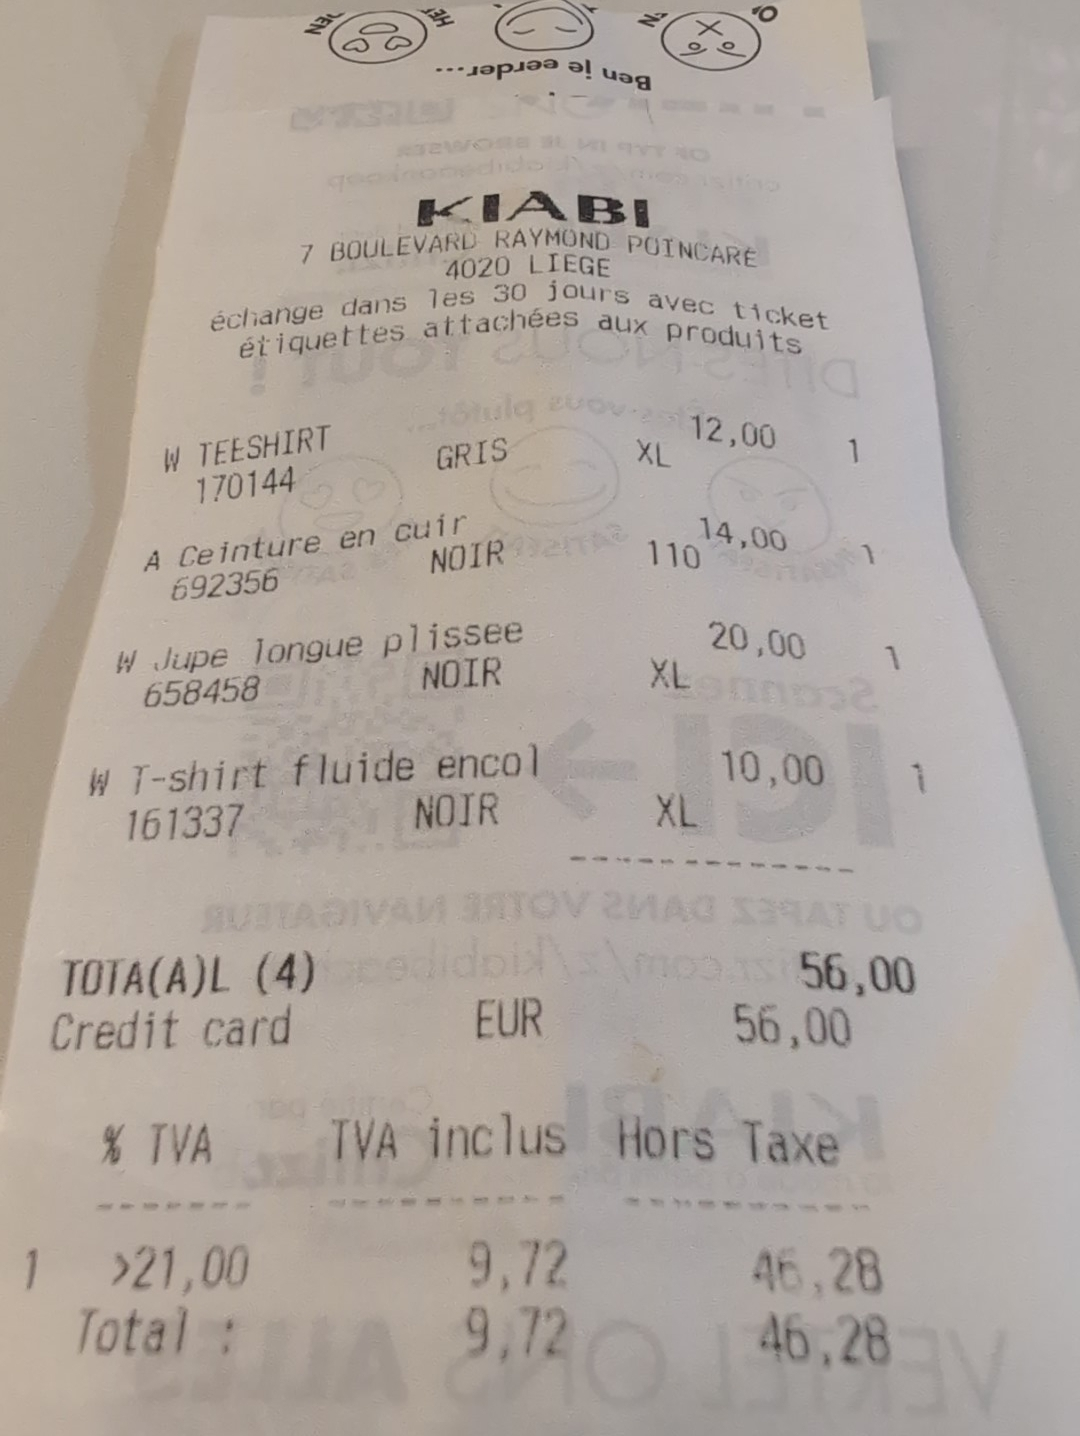 Ben je eerder...
KIABI
7 BOULEVARD RAYMOND POINCARE
4020 LIEGE
échange dans les 30 jours avec ticket
étiquettes attachées aux produits
W TEESHIRT 12,00 1
170144 GRIS XL
A Ceinture en cuir 14,00 1
692356 NOIR 110
W Jupe longue plissee 20,00 1
658458 NOIR XL
W T-shirt fluide encol 10,00 1
161337 NOIR XL
TOTA(A)L (4) 56,00
Credit card EUR 56,00
% TVA TVA inclus Hors Taxe
1 >21,00 9,72 46,28
Total : 9,72 46,28